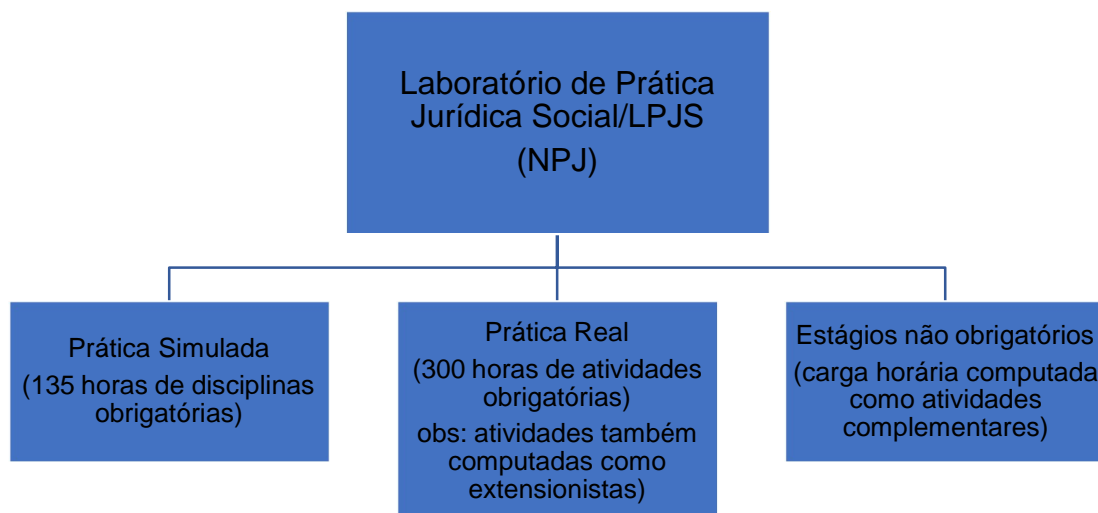 Laboratório de Prática
Jurídica Social/LPJS
(NPJ)
Prática Simulada
(135 horas de disciplinas
obrigatórias)
Prática Real
(300 horas de atividades
obrigatórias)
obs: atividades também
computadas como
extensionistas)
Estágios não obrigatórios
(carga horária computada
como atividades
complementares)